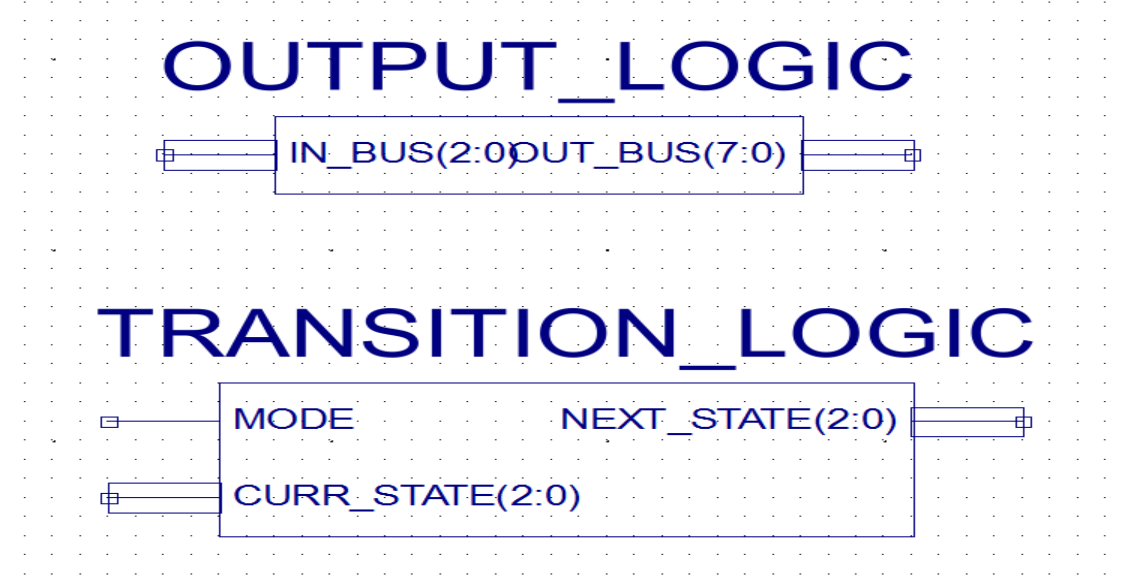 OUTPUT_LOGIC
IN_BUS(2:0) OUT_BUS(7:0)
TRANSITION_LOGIC
MODE NEXT_STATE(2:0)
CURR_STATE(2:0)